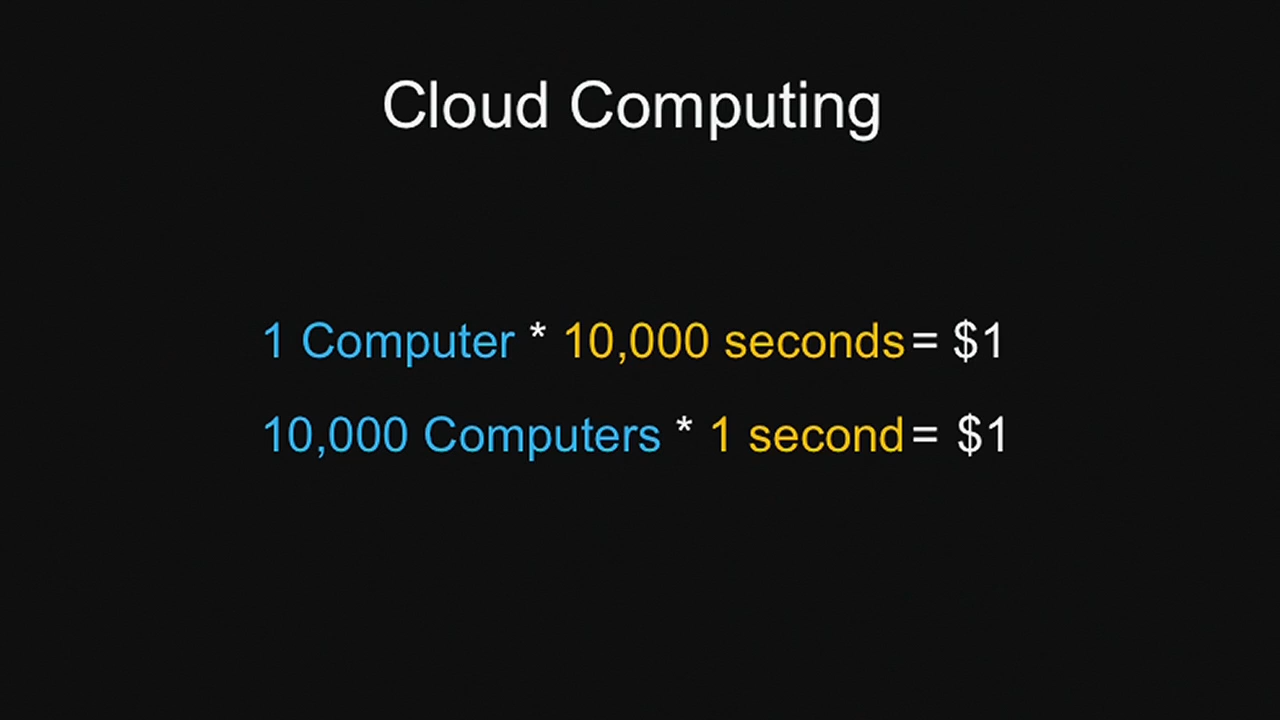 Cloud Computing
1 Computer * 10,000 seconds = $1
10,000 Computers * 1 second = $1